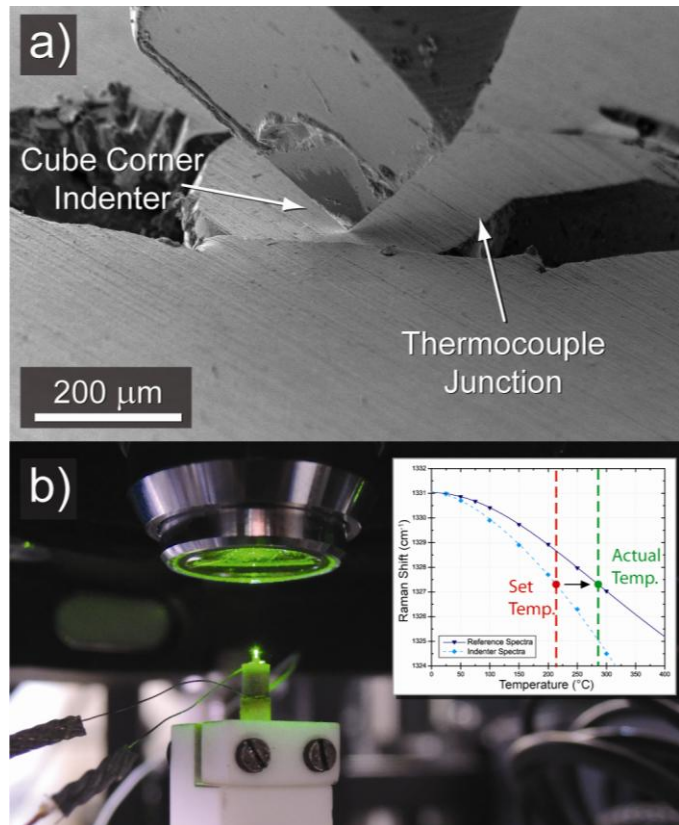 a)
Cube Corner
Indenter
Thermocouple
Junction
200 μm
b)
1332
1331
1330
1329
1328
1327
1326
1325
1324
Raman Shift (cm⁻¹)
Set
Temp.
Actual
Temp.
Reference Spectra
Indenter Spectra
0
50
100
150
200
250
300
350
400
Temperature (°C)